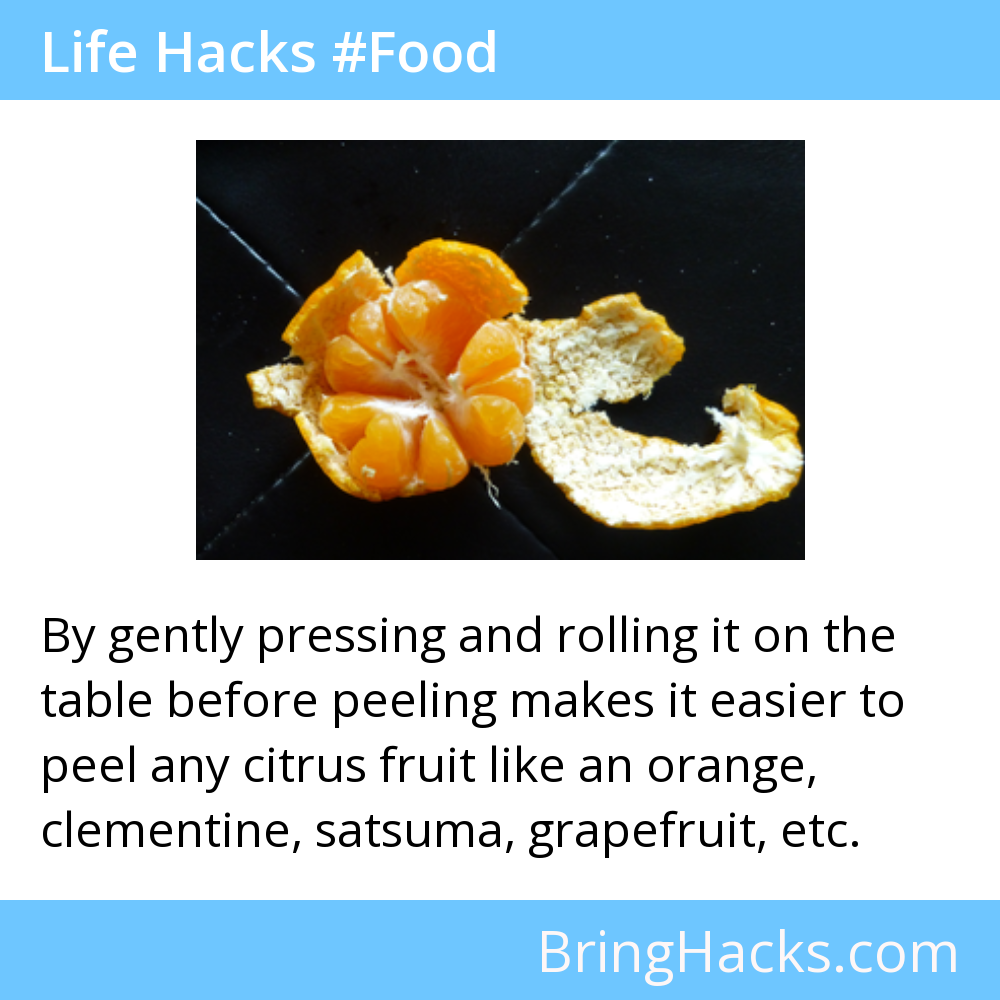 Life Hacks #Food
By gently pressing and rolling it on the
table before peeling makes it easier to
peel any citrus fruit like an orange,
clementine, satsuma, grapefruit, etc.
BringHacks.com